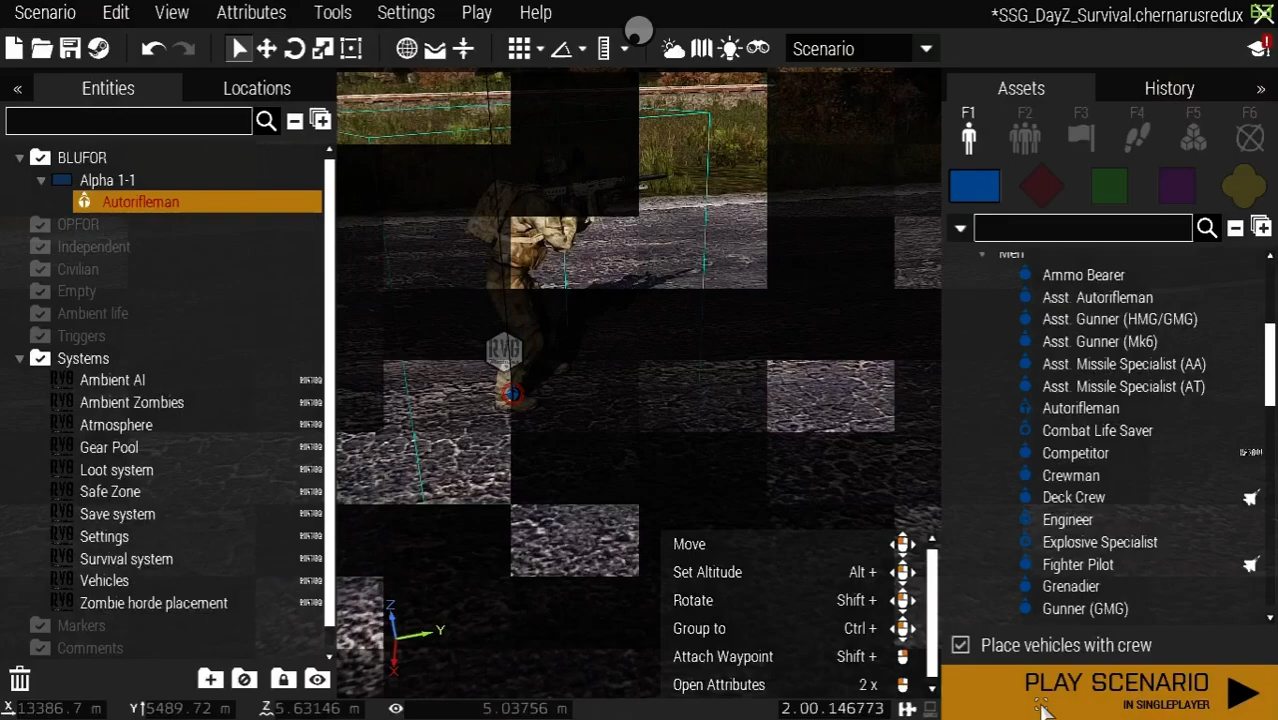 Scenario Edit View Attributes Tools Settings Play Help *SSG_DayZ_Survival.chernarusredux
Scenario
« Entities Locations Assets History »
F1 F2 F3 F4 F5 F6
BLUFOR
Alpha 1-1
Autorifleman
OPFOR
Independent
Civilian
Empty
Ambient life
Triggers
Systems
Ambient AI
Ambient Zombies
Atmosphere
Gear Pool
Loot system
Safe Zone
Save system
Settings
Survival system
Vehicles
Zombie horde placement
Markers
Comments
RVG
Move
Set Altitude Alt +
Rotate Shift +
Group to Ctrl +
Attach Waypoint Shift +
Open Attributes 2 x
Men
Ammo Bearer
Asst. Autorifleman
Asst. Gunner (HMG/GMG)
Asst. Gunner (Mk6)
Asst. Missile Specialist (AA)
Asst. Missile Specialist (AT)
Autorifleman
Combat Life Saver
Competitor
Crewman
Deck Crew
Engineer
Explosive Specialist
Fighter Pilot
Grenadier
Gunner (GMG)
Place vehicles with crew
PLAY SCENARIO
IN SINGLEPLAYER
Z
Y
X
X 13386.7 m Y 5489.72 m Z 5.63146 m 5.03756 m 2.00.146773